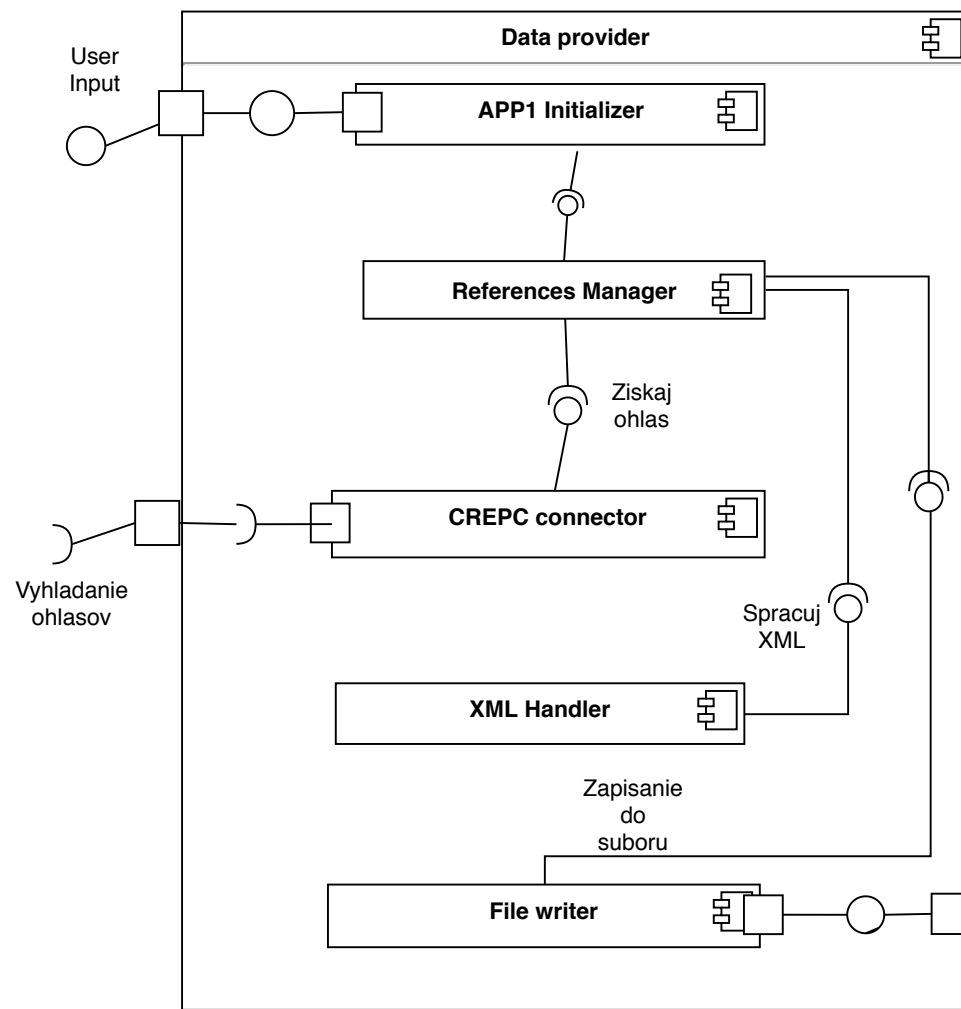 Data provider
User
Input
APP1 Initializer
References Manager
Ziskaj
ohlas
CREPC connector
Vyhladanie
ohlasov
Spracuj
XML
XML Handler
Zapisanie
do
suboru
File writer